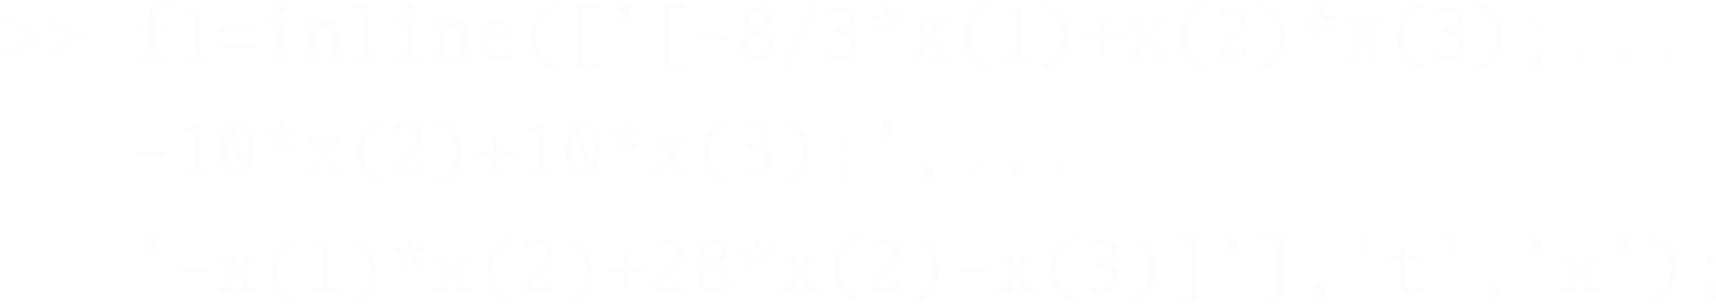 >> f1=inline(['[-8/3*x(1)+x(2)*x(3);...
-10*x(2)+10*x(3);',...
'-x(1)*x(2)+28*x(2)-x(3)]'],'t','x');